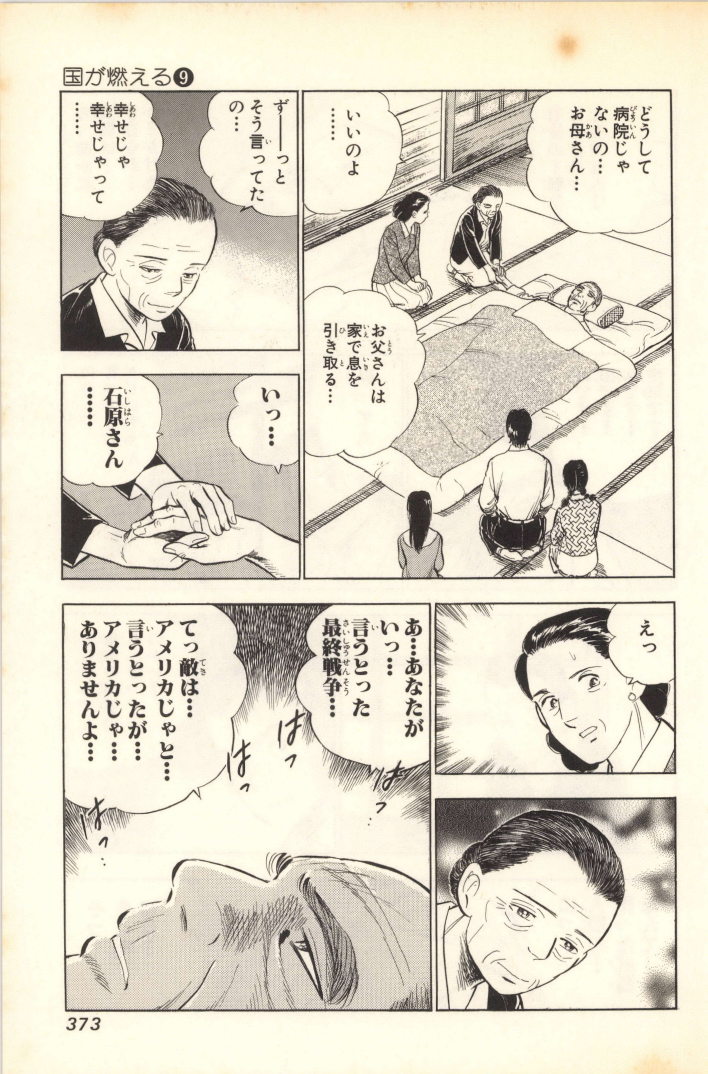 国が燃える❾
どうして
病院じゃ
ないの…
お母さん…
いいのよ
お父さんは
家で息を
引き取る…
ず――っと
そう言ってた
の…
幸せじゃ
幸せじゃって
……
いっ…
石原さん
……
えっ
あ…あなたが
いっ…
言うとった
最終戦争…
てっ敵は…
アメリカじゃと…
言うとったが…
アメリカじゃ…
ありませんよ…
はっ
はっ
はっ…
はっ…
373